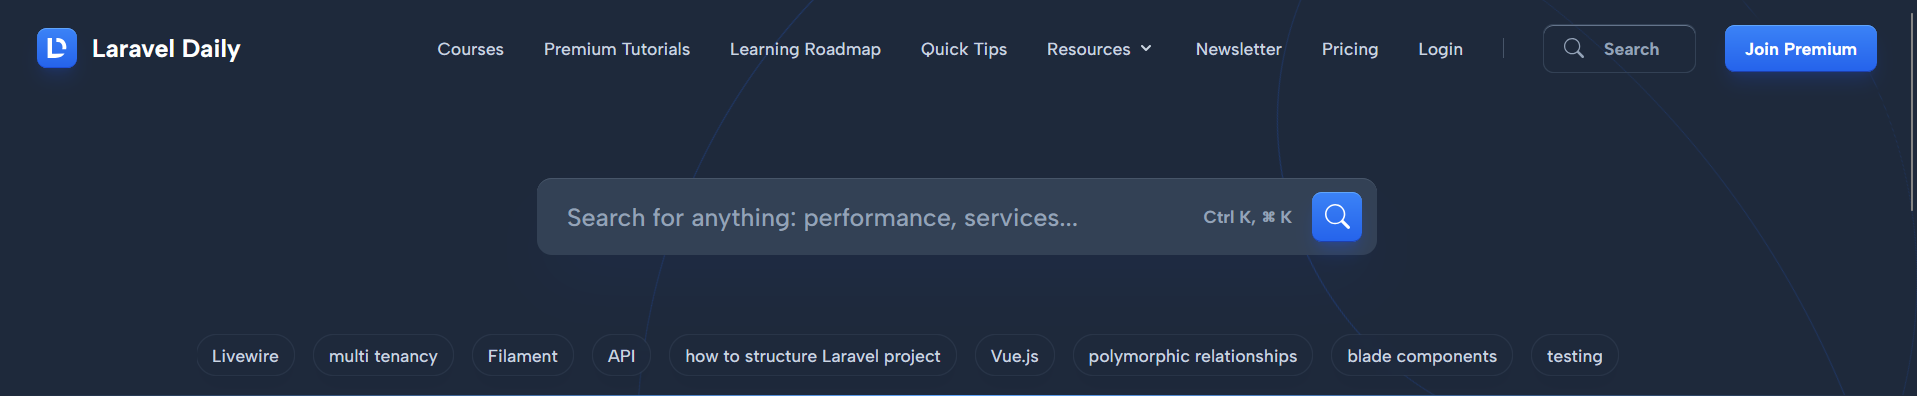 Laravel Daily Courses Premium Tutorials Learning Roadmap Quick Tips Resources Newsletter Pricing Login Search Join Premium
Search for anything: performance, services... Ctrl K, ⌘ K
Livewire multi tenancy Filament API how to structure Laravel project Vue.js polymorphic relationships blade components testing